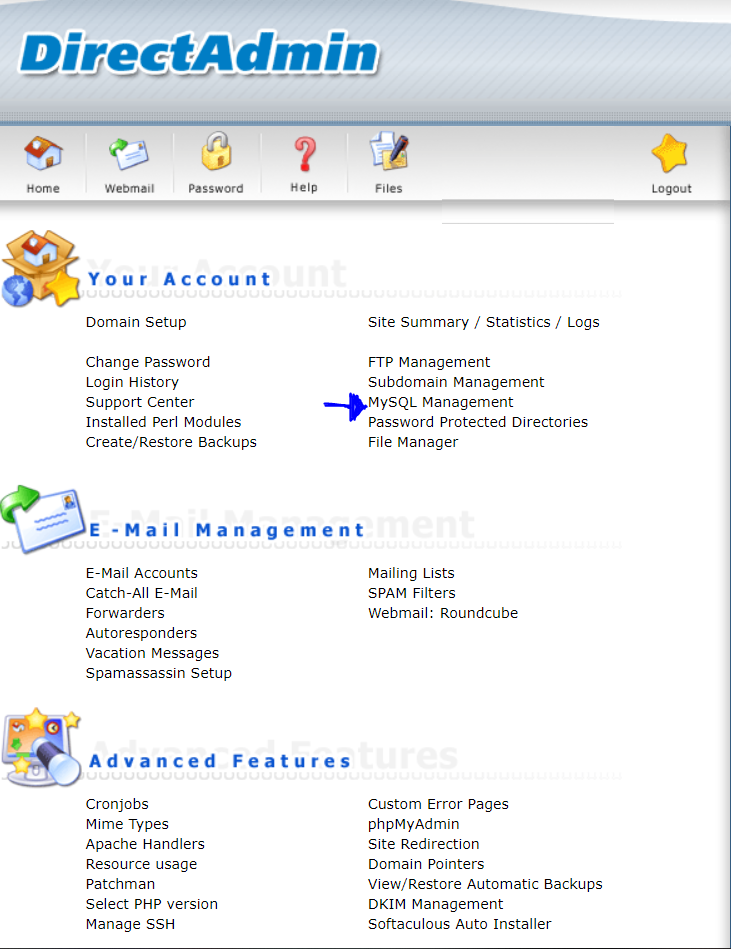 DirectAdmin
Home Webmail Password Help Files Logout
Your Account
Domain Setup Site Summary / Statistics / Logs
Change Password FTP Management
Login History Subdomain Management
Support Center MySQL Management
Installed Perl Modules Password Protected Directories
Create/Restore Backups File Manager
E-Mail Management
E-Mail Accounts Mailing Lists
Catch-All E-Mail SPAM Filters
Forwarders Webmail: Roundcube
Autoresponders
Vacation Messages
Spamassassin Setup
Advanced Features
Cronjobs Custom Error Pages
Mime Types phpMyAdmin
Apache Handlers Site Redirection
Resource usage Domain Pointers
Patchman View/Restore Automatic Backups
Select PHP version DKIM Management
Manage SSH Softaculous Auto Installer